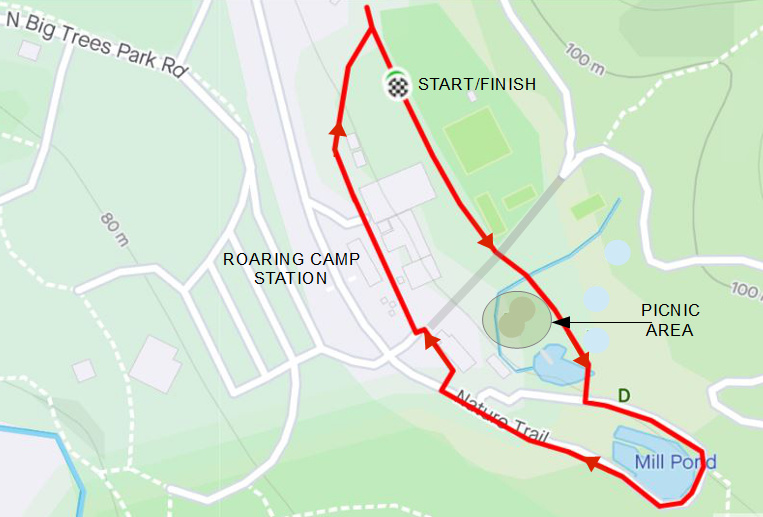 N Big Trees Park Rd
100 m
START/FINISH
80 m
ROARING CAMP
STATION
100 m
PICNIC
AREA
D
Nature Trail
Mill Pond